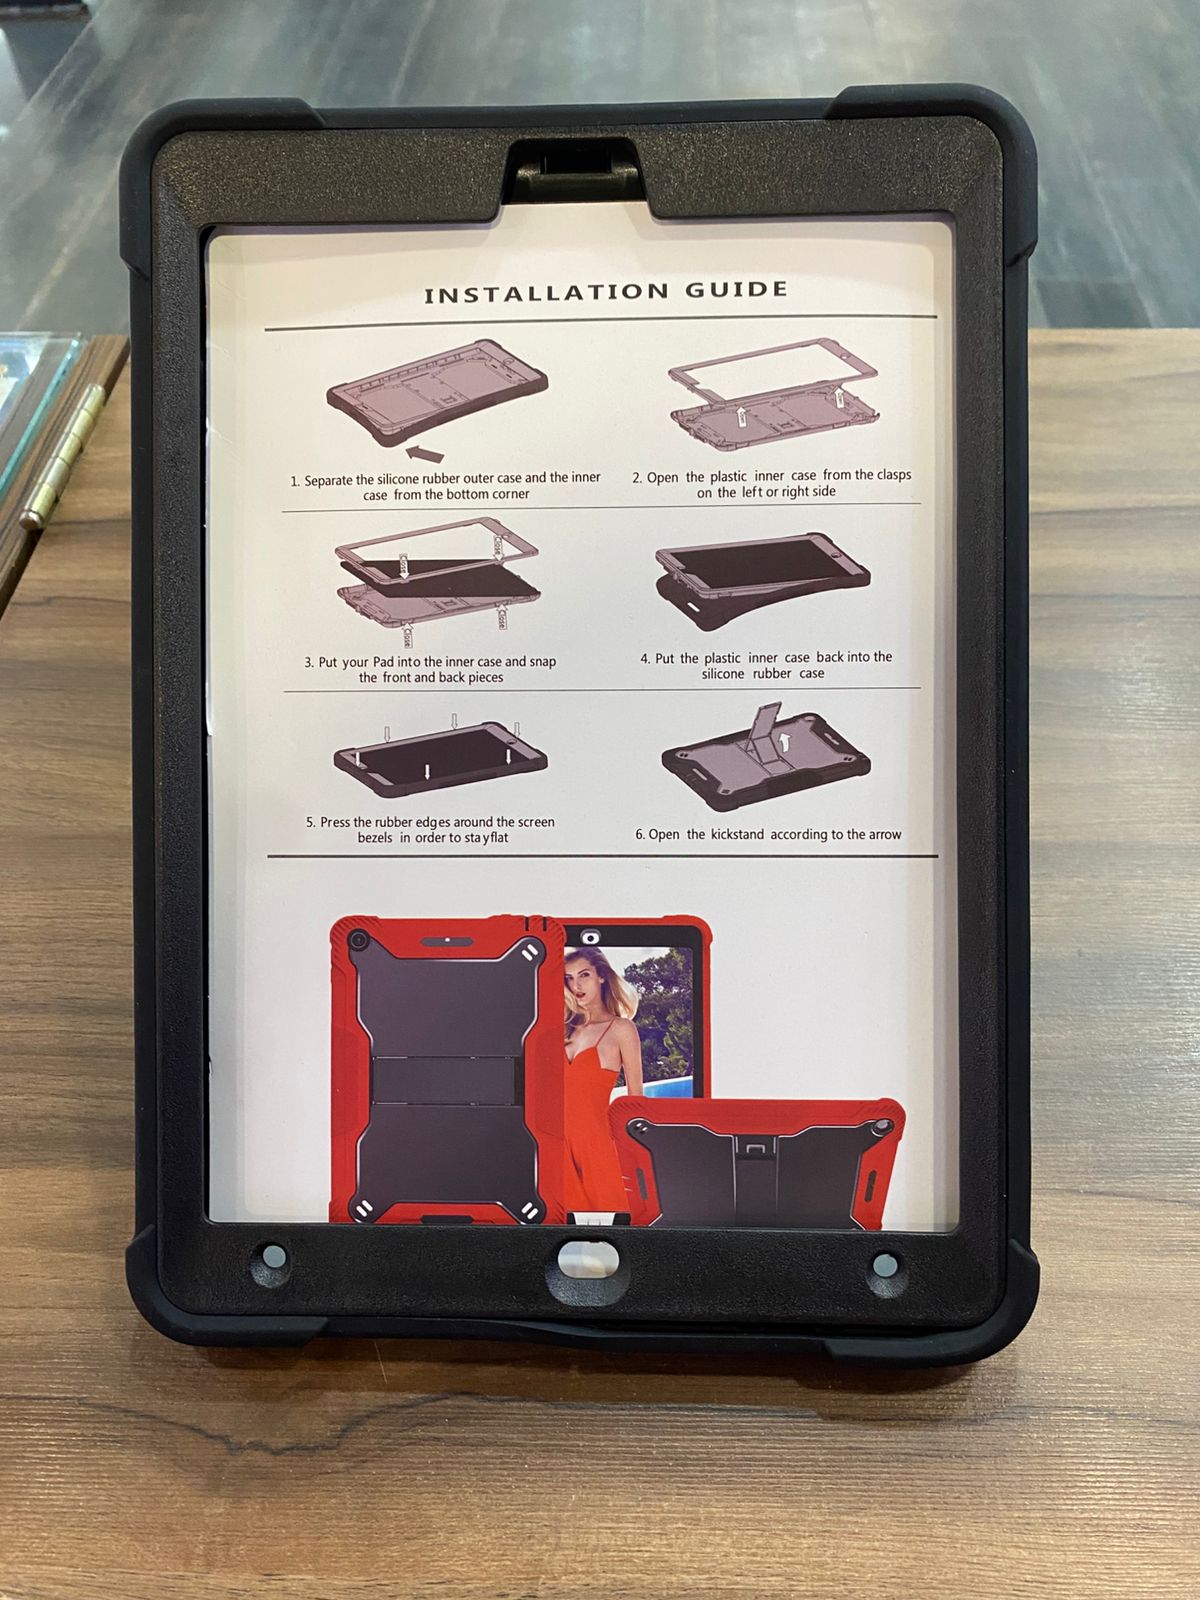 INSTALLATION GUIDE
1. Separate the silicone rubber outer case and the inner
case from the bottom corner
2. Open the plastic inner case from the clasps
on the left or right side
Close
Close
Close
Close
3. Put your Pad into the inner case and snap
the front and back pieces
4. Put the plastic inner case back into the
silicone rubber case
5. Press the rubber edges around the screen
bezels in order to stay flat
6. Open the kickstand according to the arrow